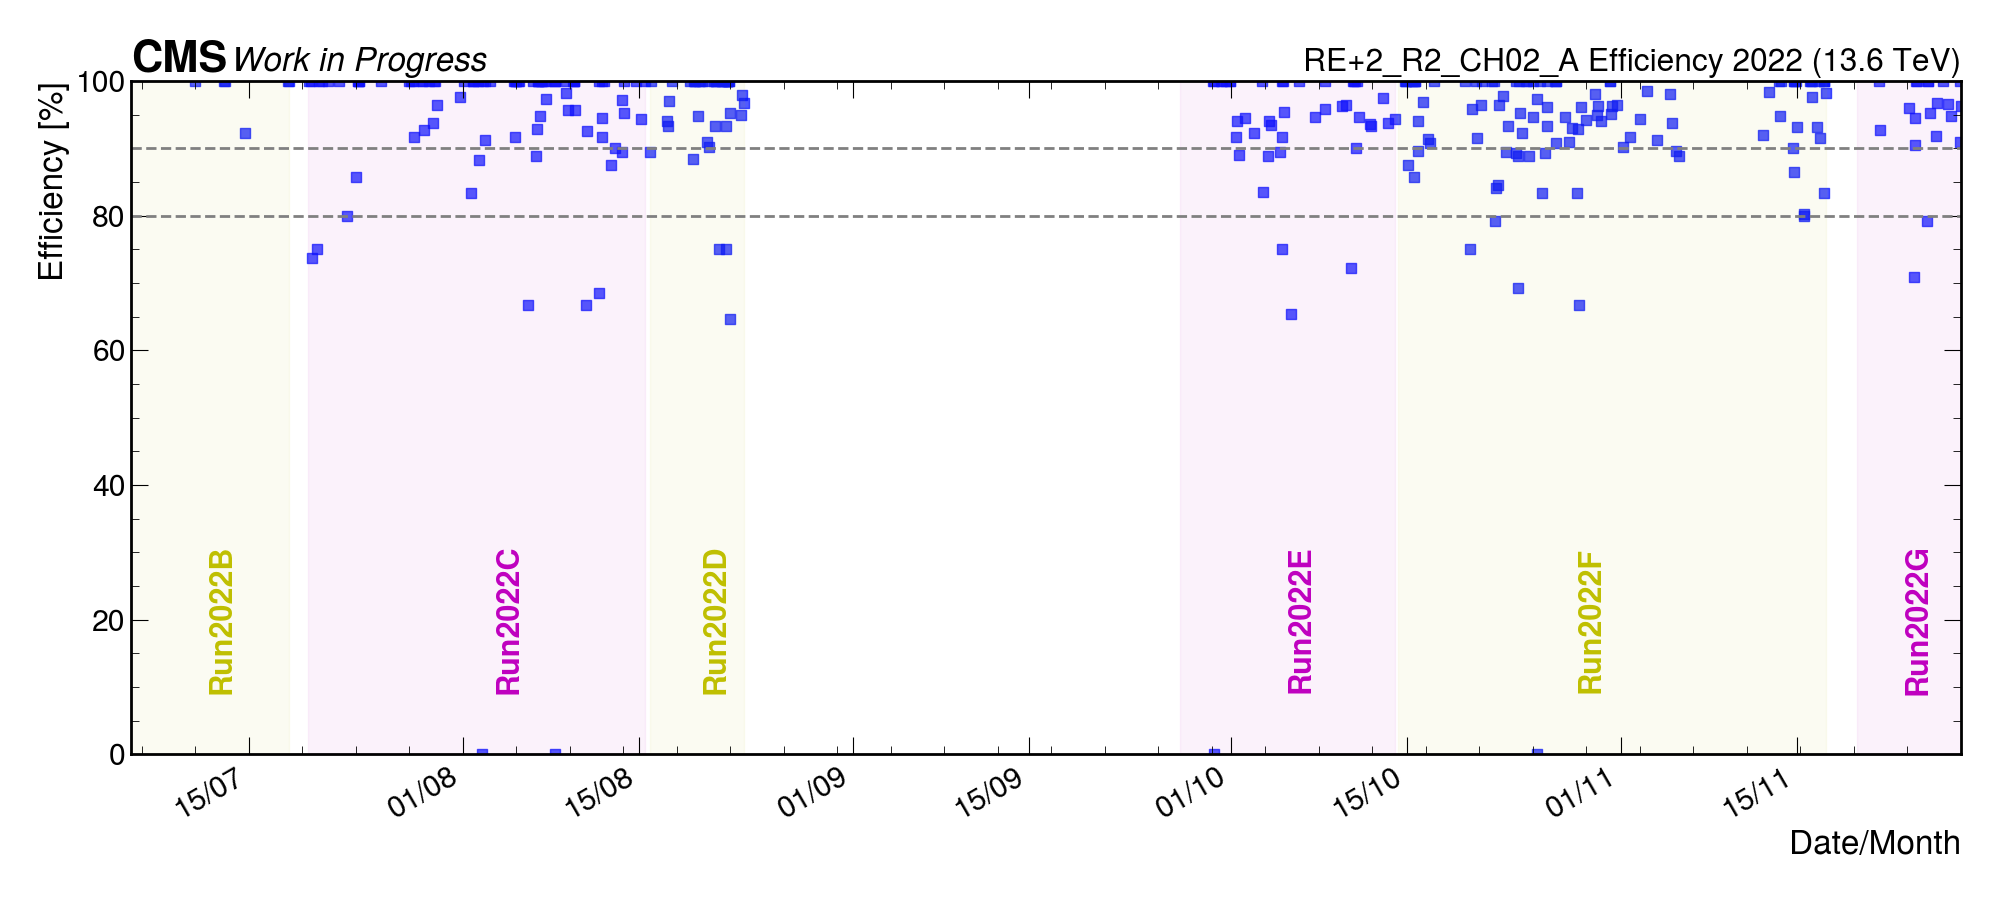 CMS Work in Progress
RE+2_R2_CH02_A Efficiency 2022 (13.6 TeV)
Efficiency [%]
100
80
60
40
20
0
Run2022B
Run2022C
Run2022D
Run2022E
Run2022F
Run2022G
15/07
01/08
15/08
01/09
15/09
01/10
15/10
01/11
15/11
Date/Month